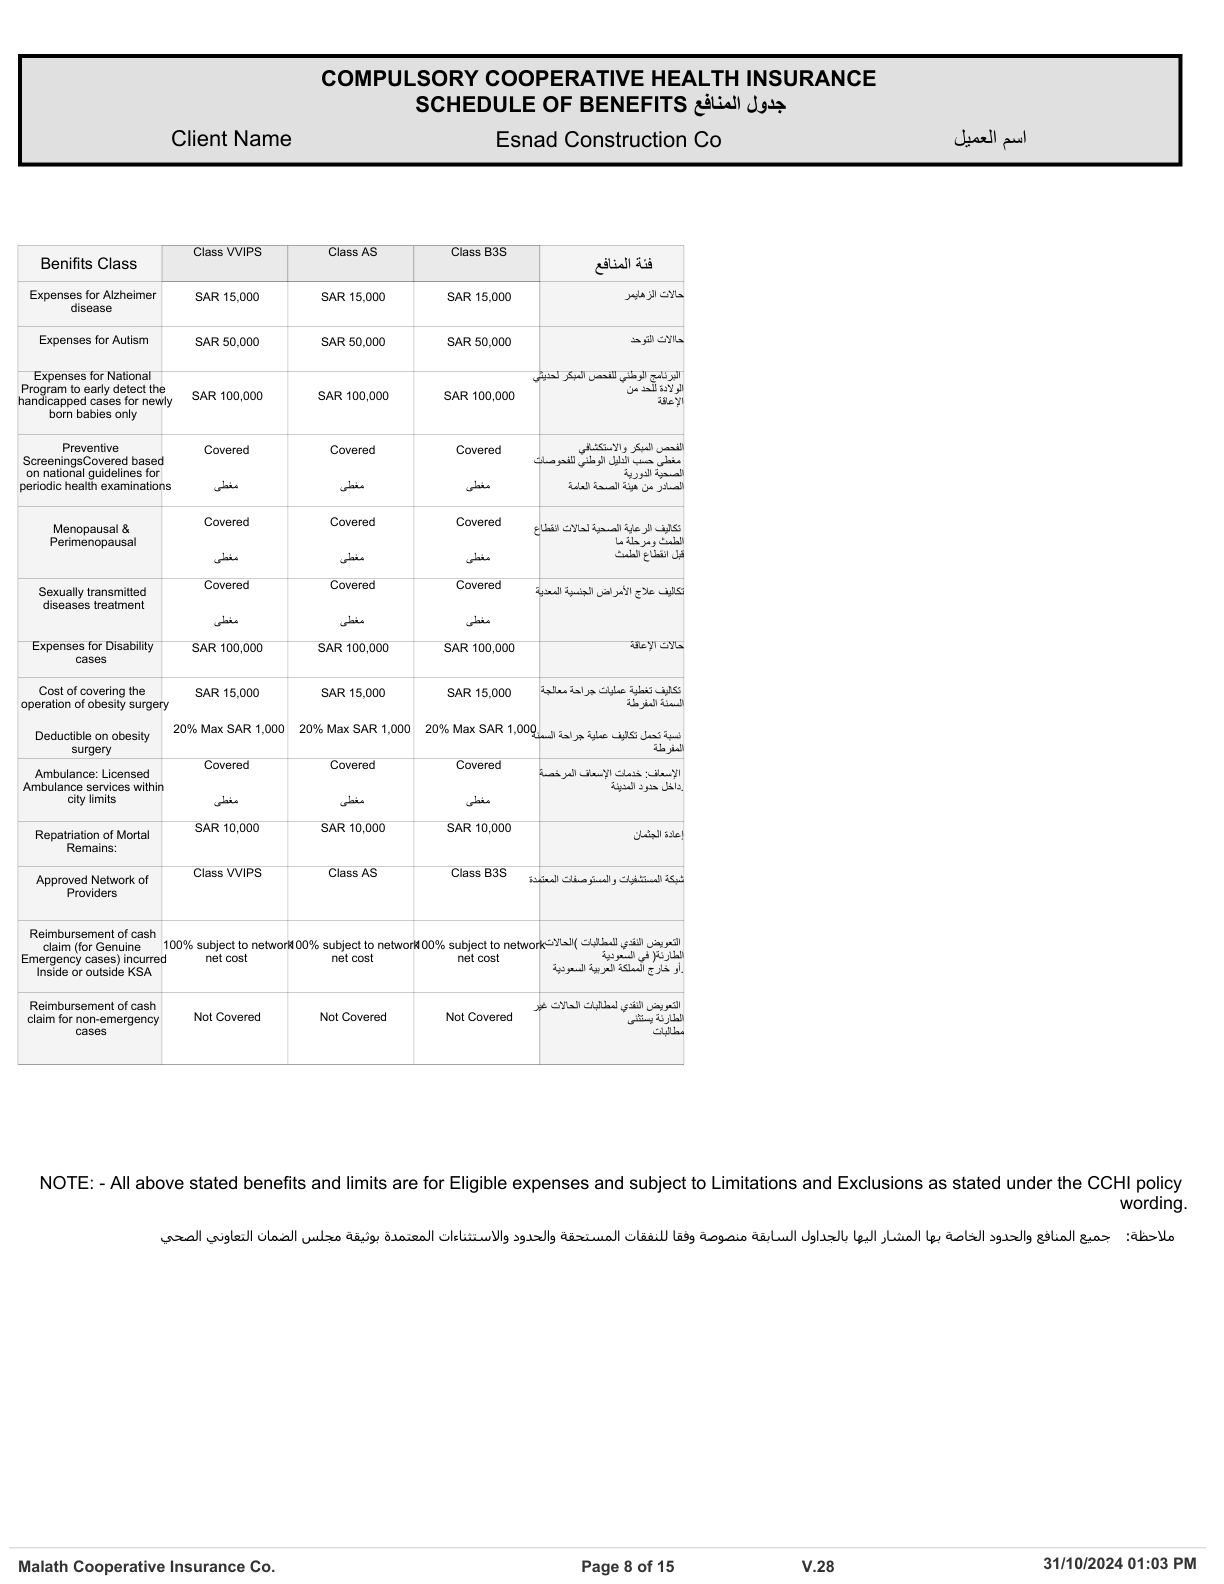 COMPULSORY COOPERATIVE HEALTH INSURANCE
SCHEDULE OF BENEFITS جدول المنافع
Client Name Esnad Construction Co اسم العميل
Benifits Class Class VVIPS Class AS Class B3S فئة المنافع
Expenses for Alzheimer
disease
SAR 15,000 SAR 15,000 SAR 15,000
حالات الزهايمر
Expenses for Autism SAR 50,000 SAR 50,000 SAR 50,000 حاالات التوحد
Expenses for National
Program to early detect the
handicapped cases for newly
born babies only
SAR 100,000 SAR 100,000 SAR 100,000
البرنامج الوطني للفحص المبكر لحديثي
الولادة للحد من
الإعاقة
Preventive
ScreeningsCovered based
on national guidelines for
periodic health examinations
Covered Covered Covered
مغطى مغطى مغطى
الفحص المبكر والاستكشافي
مغطى حسب الدليل الوطني للفحوصات
الصحية الدورية
الصادر من هيئة الصحة العامة
Menopausal &
Perimenopausal
Covered Covered Covered
مغطى مغطى مغطى
تكاليف الرعاية الصحية لحالات انقطاع
الطمث ومرحلة ما
قبل انقطاع الطمث
Sexually transmitted
diseases treatment
Covered Covered Covered
مغطى مغطى مغطى
تكاليف علاج الأمراض الجنسية المعدية
Expenses for Disability
cases
SAR 100,000 SAR 100,000 SAR 100,000
حالات الإعاقة
Cost of covering the
operation of obesity surgery
SAR 15,000 SAR 15,000 SAR 15,000
تكاليف تغطية عمليات جراحة معالجة
السمنة المفرطة
Deductible on obesity
surgery
20% Max SAR 1,000 20% Max SAR 1,000 20% Max SAR 1,000
نسبة تحمل تكاليف عملية جراحة السمنة
المفرطة
Ambulance: Licensed
Ambulance services within
city limits
Covered Covered Covered
مغطى مغطى مغطى
الإسعاف: خدمات الإسعاف المرخصة
داخل حدود المدينة.
Repatriation of Mortal
Remains:
SAR 10,000 SAR 10,000 SAR 10,000
إعادة الجثمان
Approved Network of
Providers
Class VVIPS Class AS Class B3S
شبكة المستشفيات والمستوصفات المعتمدة
Reimbursement of cash
claim (for Genuine
Emergency cases) incurred
Inside or outside KSA
100% subject to network 100% subject to network 100% subject to network
net cost net cost net cost
التعويض النقدي للمطالبات )الحالات
الطارئة( في السعودية
أو خارج المملكة العربية السعودية.
Reimbursement of cash
claim for non-emergency
cases
Not Covered Not Covered Not Covered
التعويض النقدي لمطالبات الحالات غير
الطارئة يستثنى
مطالبات
NOTE: - All above stated benefits and limits are for Eligible expenses and subject to Limitations and Exclusions as stated under the CCHI policy
wording.
ملاحظة: جميع المنافع والحدود الخاصة بها المشار اليها بالجداول السابقة منصوصة وفقا للنفقات المستحقة والحدود والاستثناءات المعتمدة بوثيقة مجلس الضمان التعاوني الصحي
Malath Cooperative Insurance Co. Page 8 of 15 V.28 31/10/2024 01:03 PM